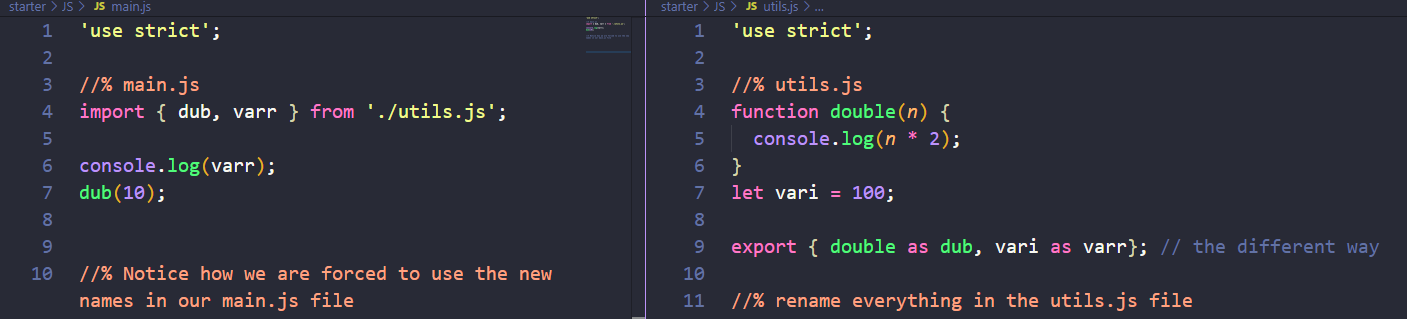 starter > JS > JS main.js
1 'use strict';
2
3 //% main.js
4 import { dub, varr } from './utils.js';
5
6 console.log(varr);
7 dub(10);
8
9
10 //% Notice how we are forced to use the new
names in our main.js file
starter > JS > JS utils.js > ...
1 'use strict';
2
3 //% utils.js
4 function double(n) {
5 console.log(n * 2);
6 }
7 let vari = 100;
8
9 export { double as dub, vari as varr}; // the different way
10
11 //% rename everything in the utils.js file